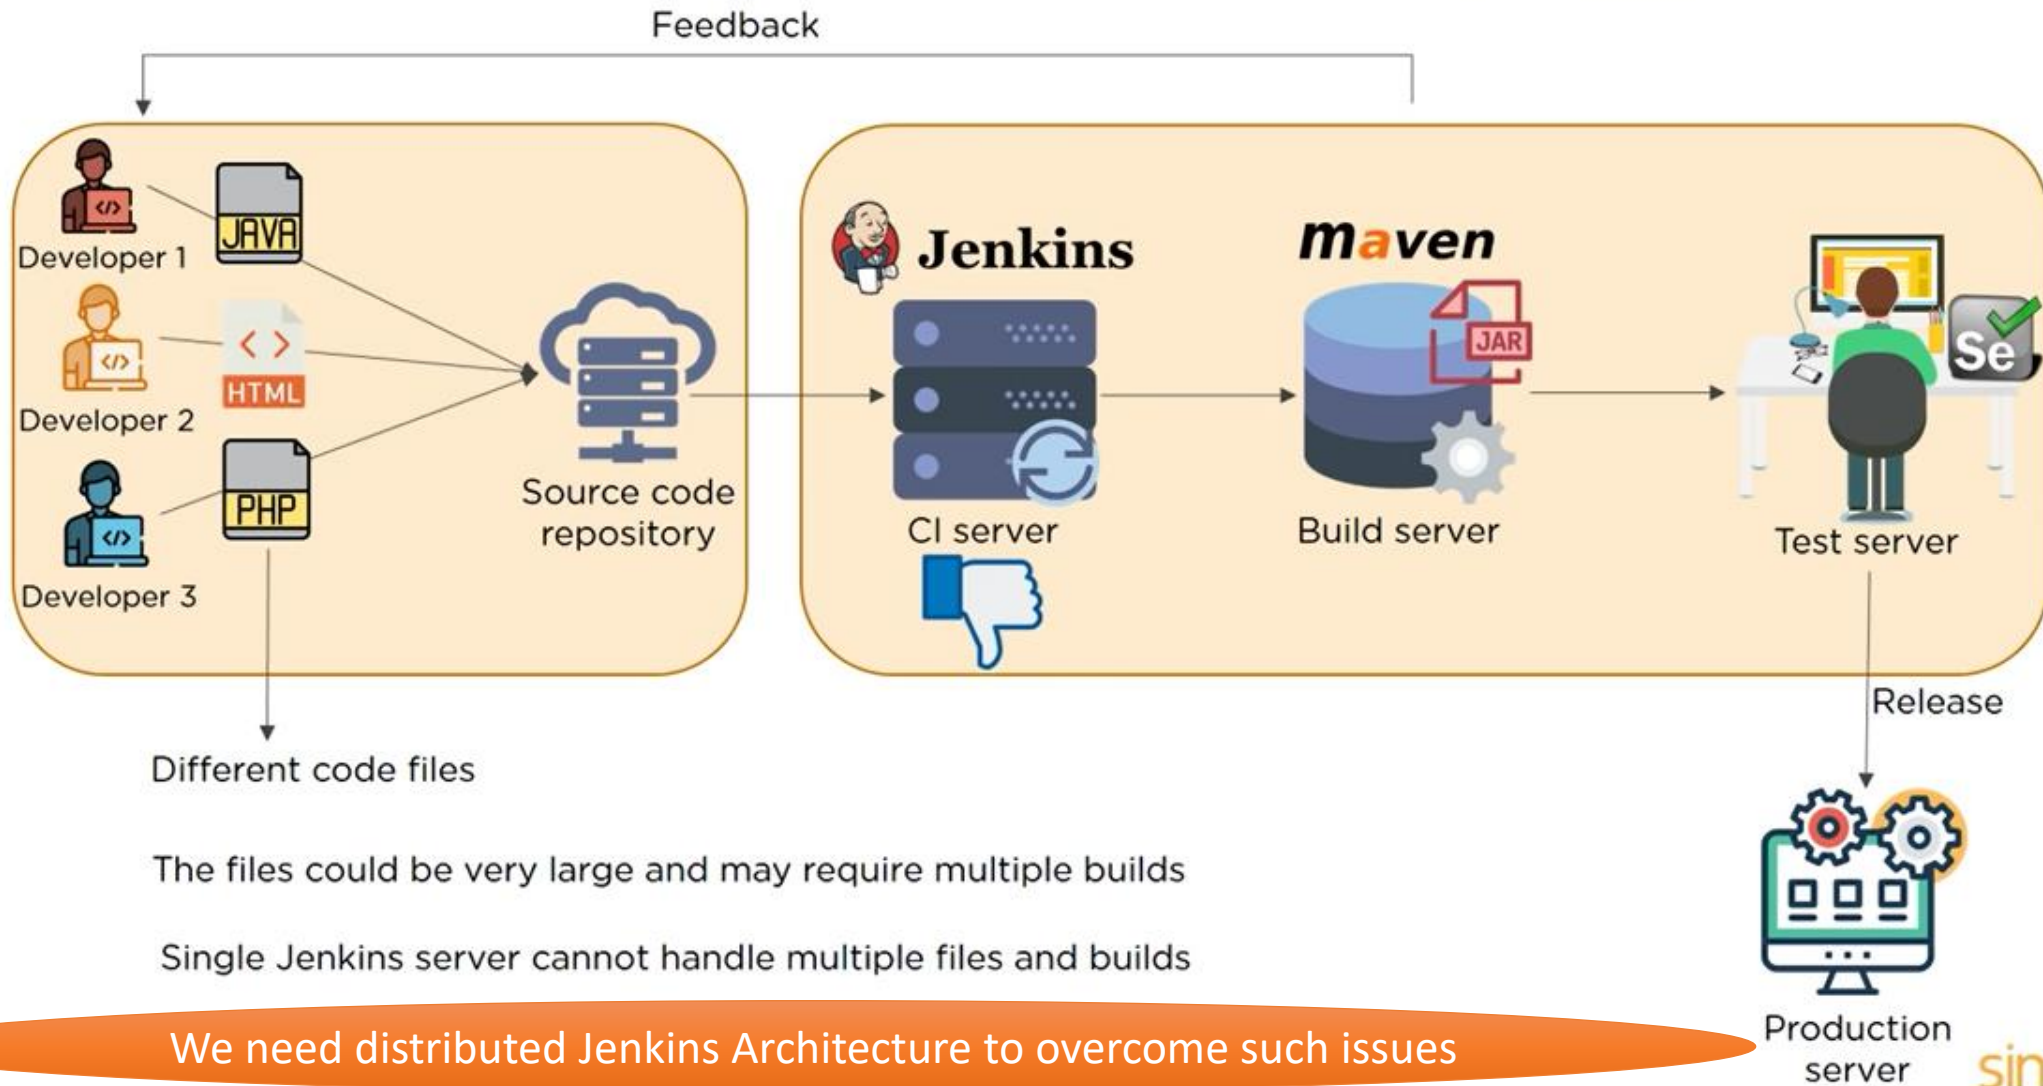 Feedback
Developer 1
JAVA
Developer 2
HTML
Developer 3
PHP
Source code
repository
Jenkins
CI server
maven
JAR
Build server
Se
Test server
Release
Different code files
The files could be very large and may require multiple builds
Single Jenkins server cannot handle multiple files and builds
We need distributed Jenkins Architecture to overcome such issues
Production
server